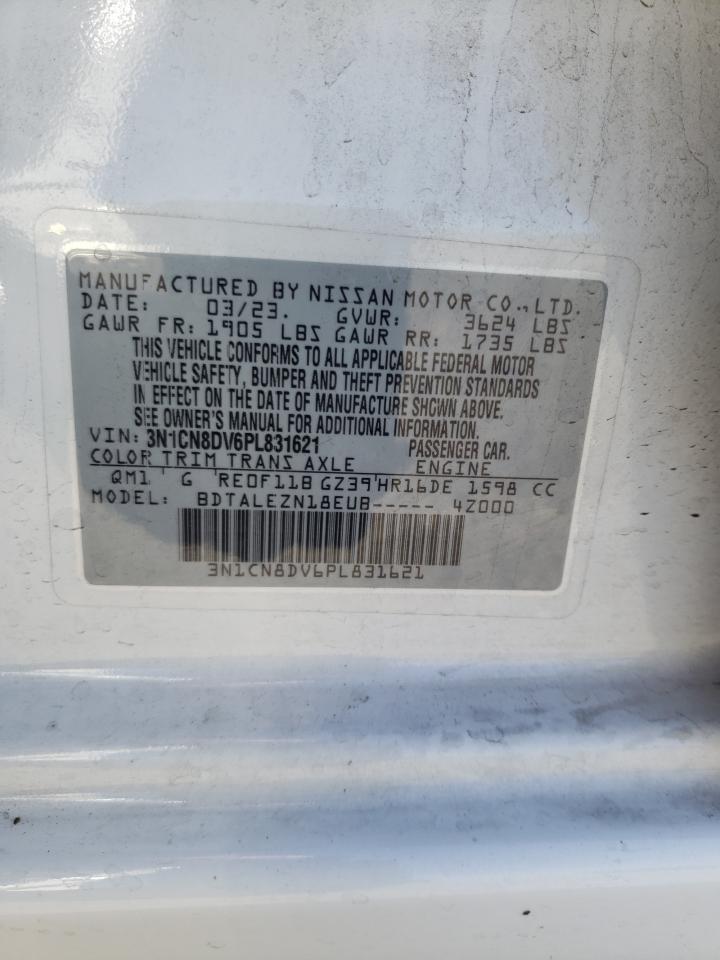 MANUFACTURED BY NISSAN MOTOR CO., LTD.
DATE: 03/23. GVWR: 3624 LBS
GAWR FR: 1905 LBS GAWR RR: 1735 LBS
THIS VEHICLE CONFORMS TO ALL APPLICABLE FEDERAL MOTOR
VEHICLE SAFETY, BUMPER AND THEFT PREVENTION STANDARDS
IN EFFECT ON THE DATE OF MANUFACTURE SHOWN ABOVE.
SEE OWNER'S MANUAL FOR ADDITIONAL INFORMATION.
VIN: 3N1CN8DV6PL831621 PASSENGER CAR.
COLOR TRIM TRANS AXLE ENGINE
QM1 G RE0F11B GZ39 HR16DE 1598 CC
MODEL: BDTALEZN18EUB----- 4Z000
3N1CN8DV6PL831621